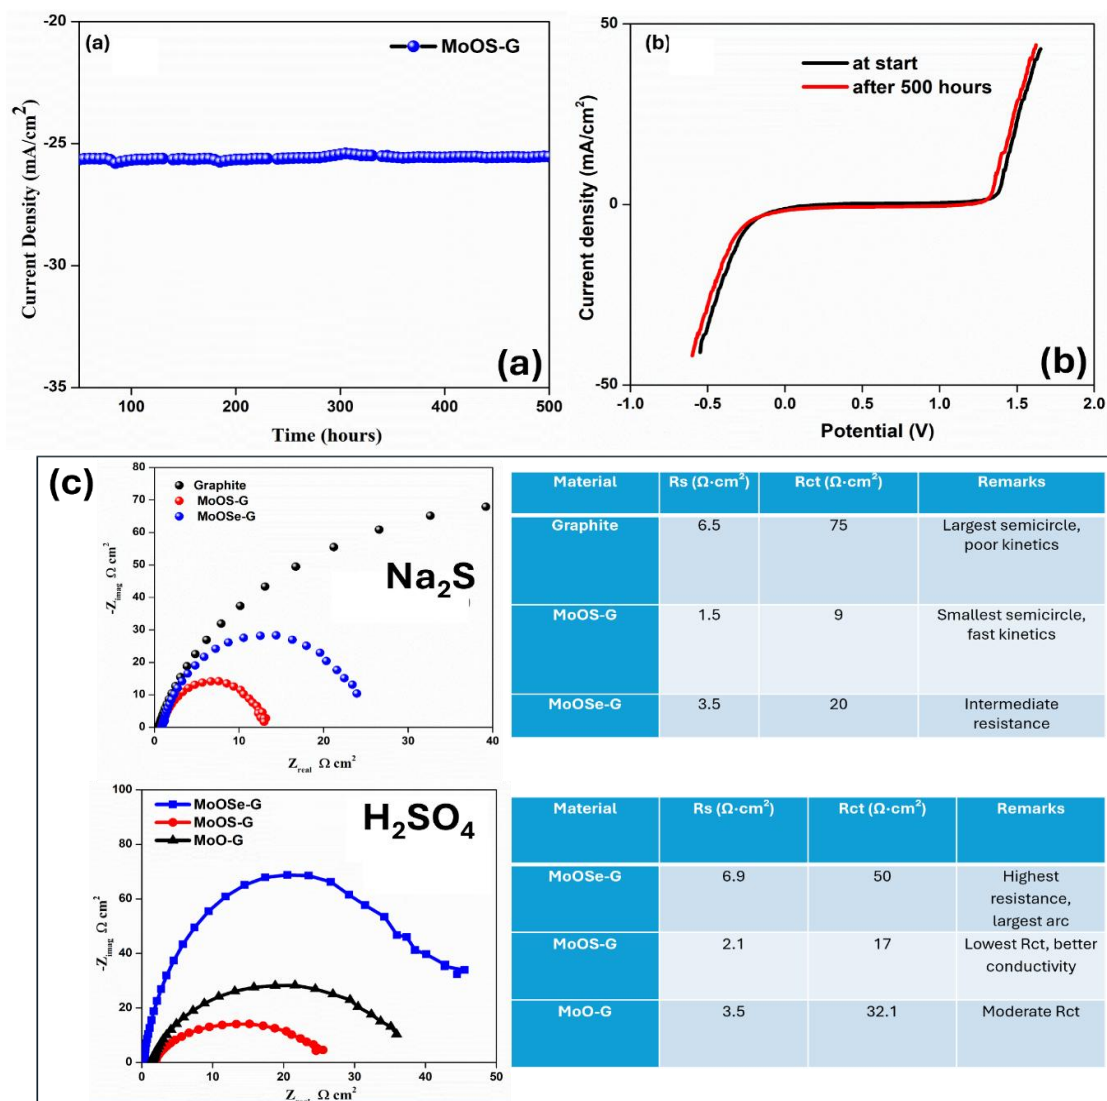 (a)
MoOS-G
-20
-25
-30
-35
Current Density (mA/cm²)
100
200
300
400
500
Time (hours)
(a)
(b)
at start
after 500 hours
50
0
-50
Current density (mA/cm²)
-1.0
-0.5
0.0
0.5
1.0
1.5
2.0
Potential (V)
(b)
(c)
Graphite
MoOS-G
MoOSe-G
Na₂S
80
70
60
50
40
30
20
10
0
-Z_imag Ω cm²
0
10
20
30
40
Z_real Ω cm²
Material Rs (Ω·cm²) Rct (Ω·cm²) Remarks
Graphite 6.5 75 Largest semicircle,
poor kinetics
MoOS-G 1.5 9 Smallest semicircle,
fast kinetics
MoOSe-G 3.5 20 Intermediate
resistance
MoOSe-G
MoOS-G
MoO-G
H₂SO₄
100
80
60
40
20
0
-Z_imag Ω cm²
0
10
20
30
40
50
Ω cm²
Material Rs (Ω·cm²) Rct (Ω·cm²) Remarks
MoOSe-G 6.9 50 Highest
resistance,
largest arc
MoOS-G 2.1 17 Lowest Rct, better
conductivity
MoO-G 3.5 32.1 Moderate Rct